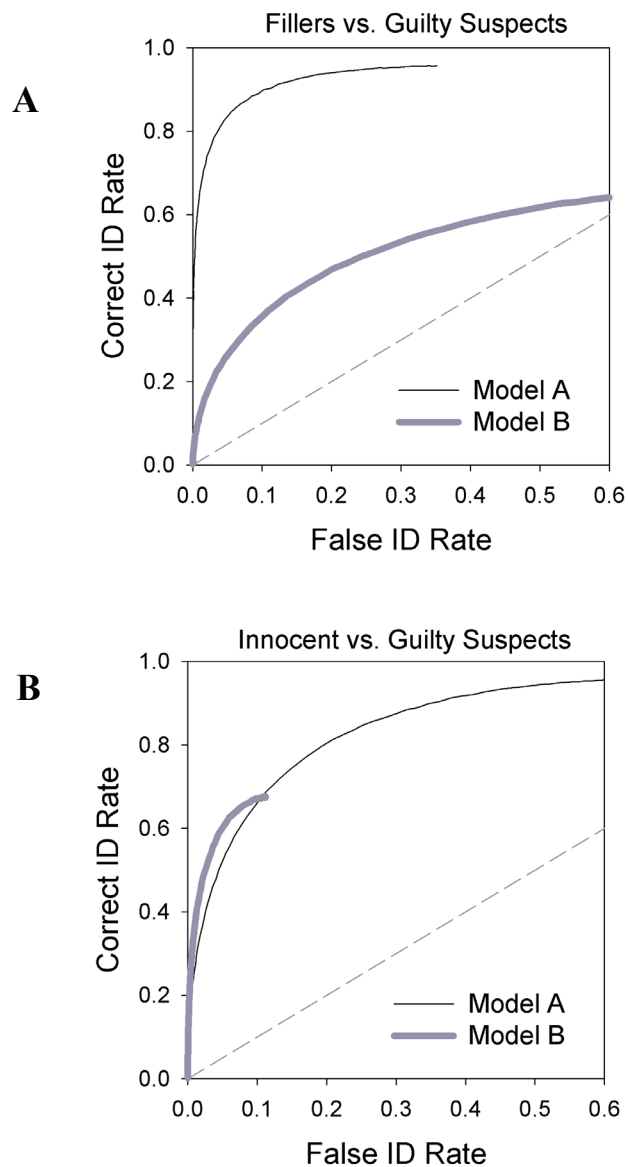 Fillers vs. Guilty Suspects
A
1.0
0.8
0.6
0.4
0.2
0.0
Correct ID Rate
Model A
Model B
0.0 0.1 0.2 0.3 0.4 0.5 0.6
False ID Rate
Innocent vs. Guilty Suspects
B
1.0
0.8
0.6
0.4
0.2
0.0
Correct ID Rate
Model A
Model B
0.0 0.1 0.2 0.3 0.4 0.5 0.6
False ID Rate